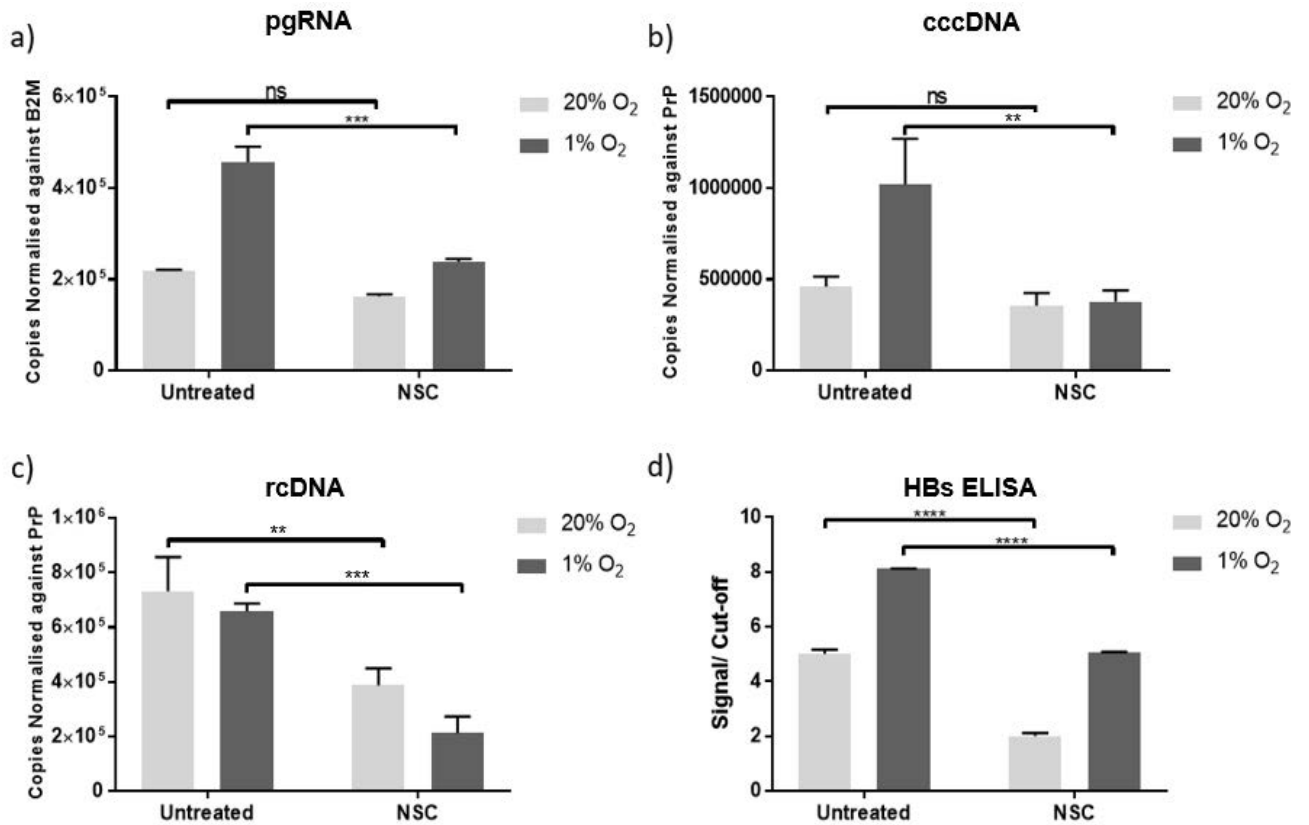 a)
pgRNA
Copies Normalised against B2M
6×10⁵
4×10⁵
2×10⁵
0
ns
***
20% O₂
1% O₂
Untreated
NSC
b)
cccDNA
Copies Normalised against PrP
1500000
1000000
500000
0
ns
**
20% O₂
1% O₂
Untreated
NSC
c)
rcDNA
Copies Normalised against PrP
1×10⁶
8×10⁵
6×10⁵
4×10⁵
2×10⁵
0
**
***
20% O₂
1% O₂
Untreated
NSC
d)
HBs ELISA
Signal/ Cut-off
10
8
6
4
2
0
****
****
20% O₂
1% O₂
Untreated
NSC